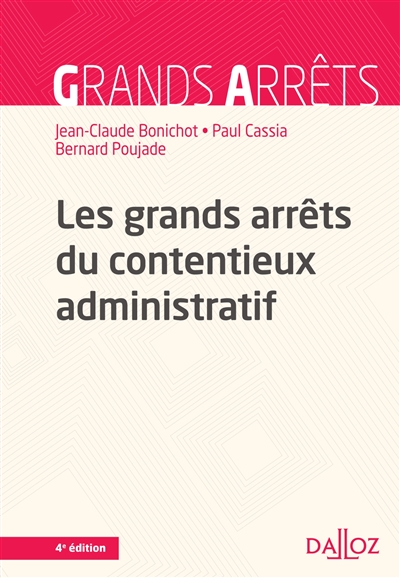 GRANDS ARRÊTS
Jean-Claude Bonichot • Paul Cassia
Bernard Poujade
Les grands arrêts
du contentieux
administratif
4e édition
DALLOZ